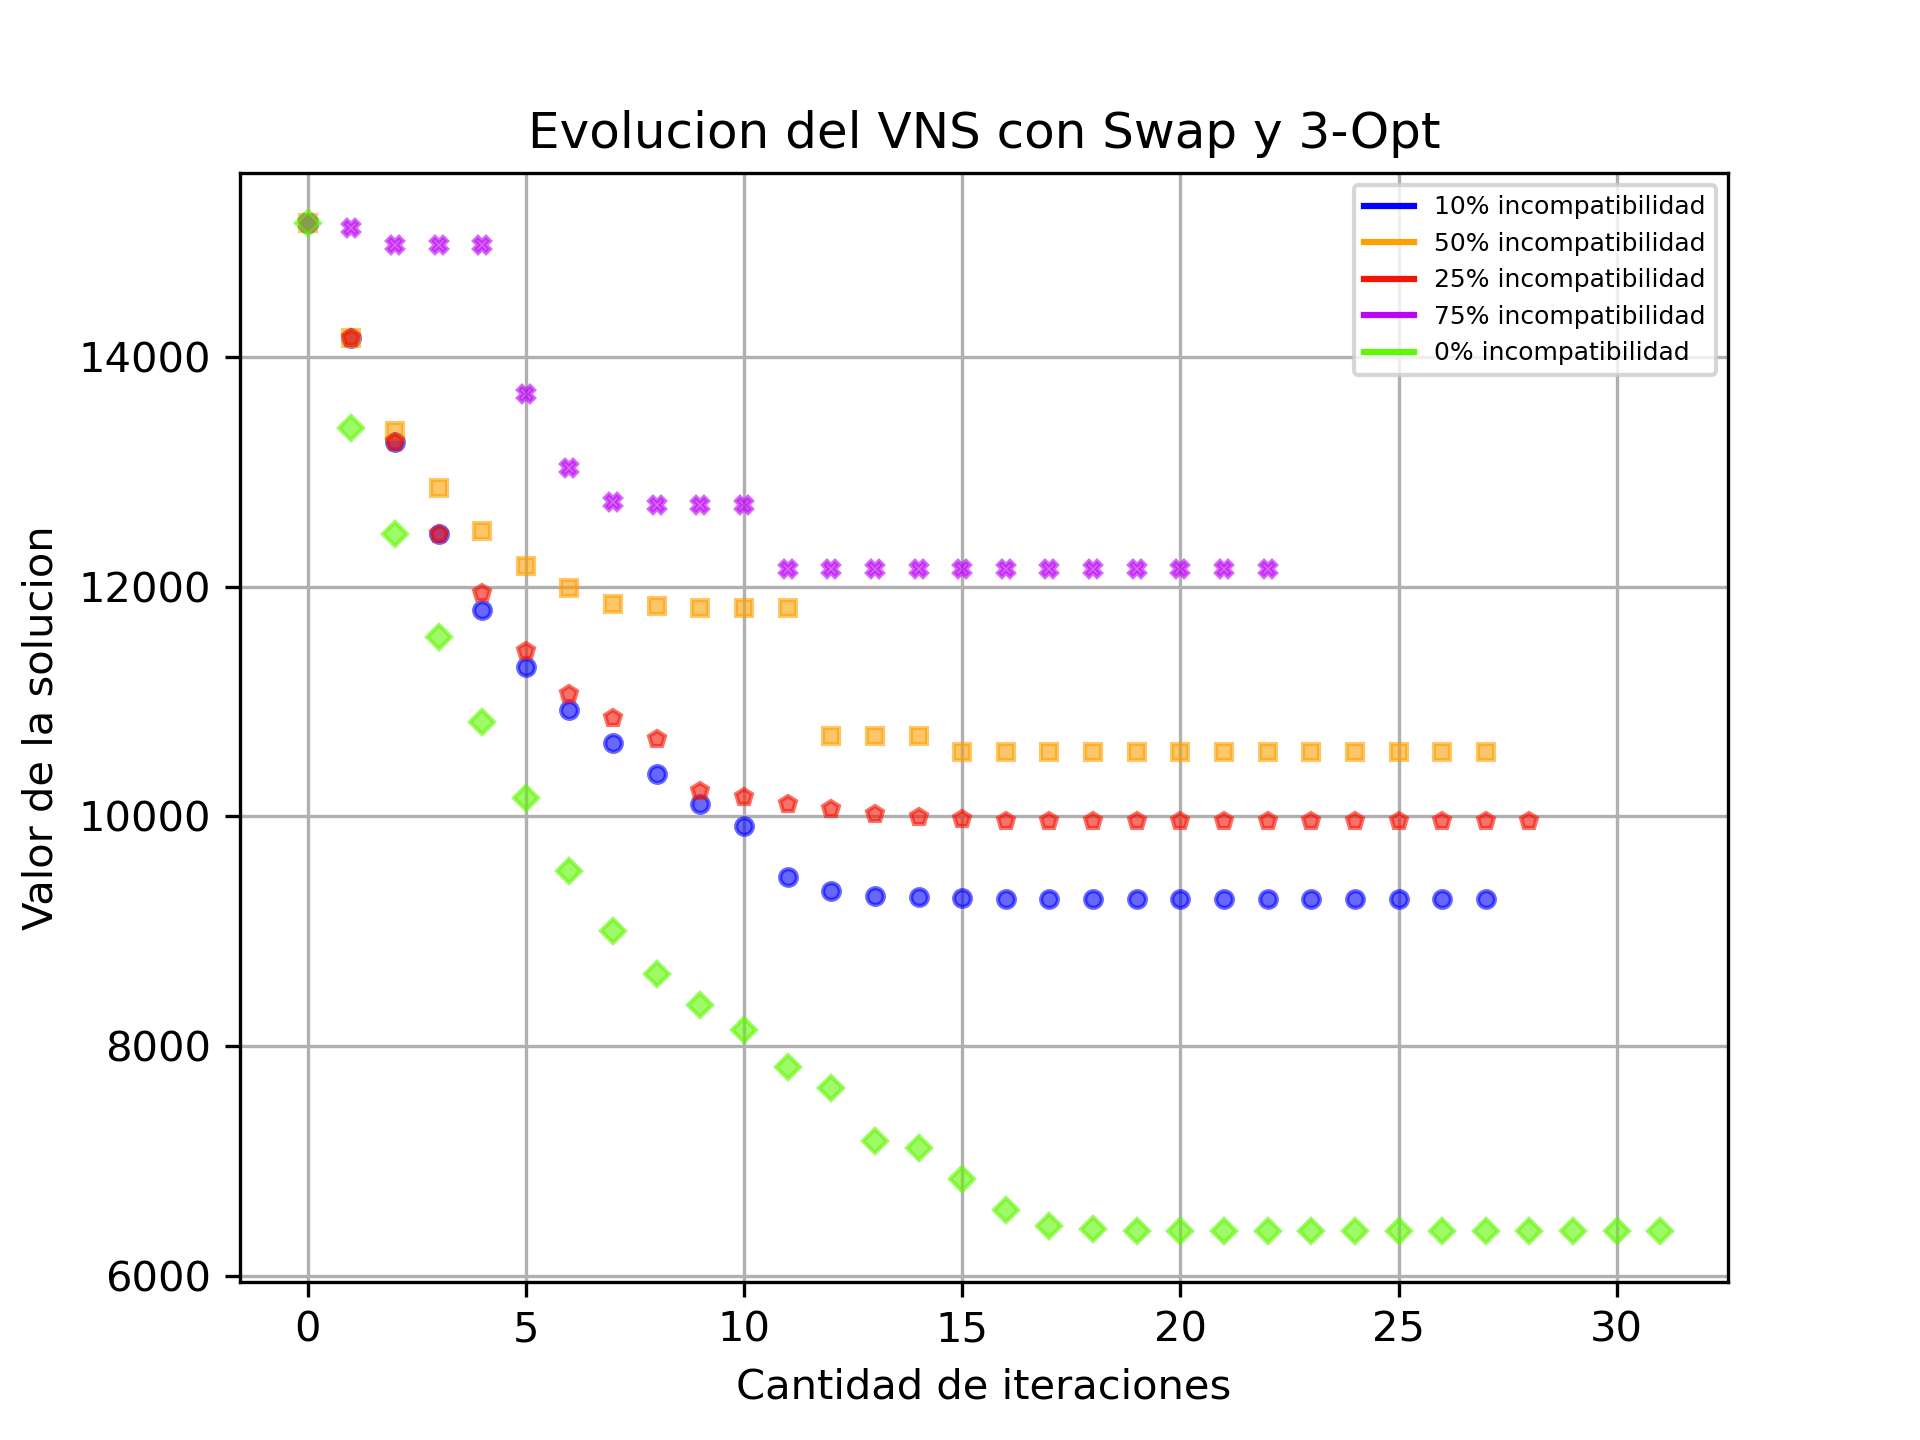 Evolucion del VNS con Swap y 3-Opt
10% incompatibilidad
50% incompatibilidad
25% incompatibilidad
75% incompatibilidad
0% incompatibilidad
Valor de la solucion
14000
12000
10000
8000
6000
0 5 10 15 20 25 30
Cantidad de iteraciones